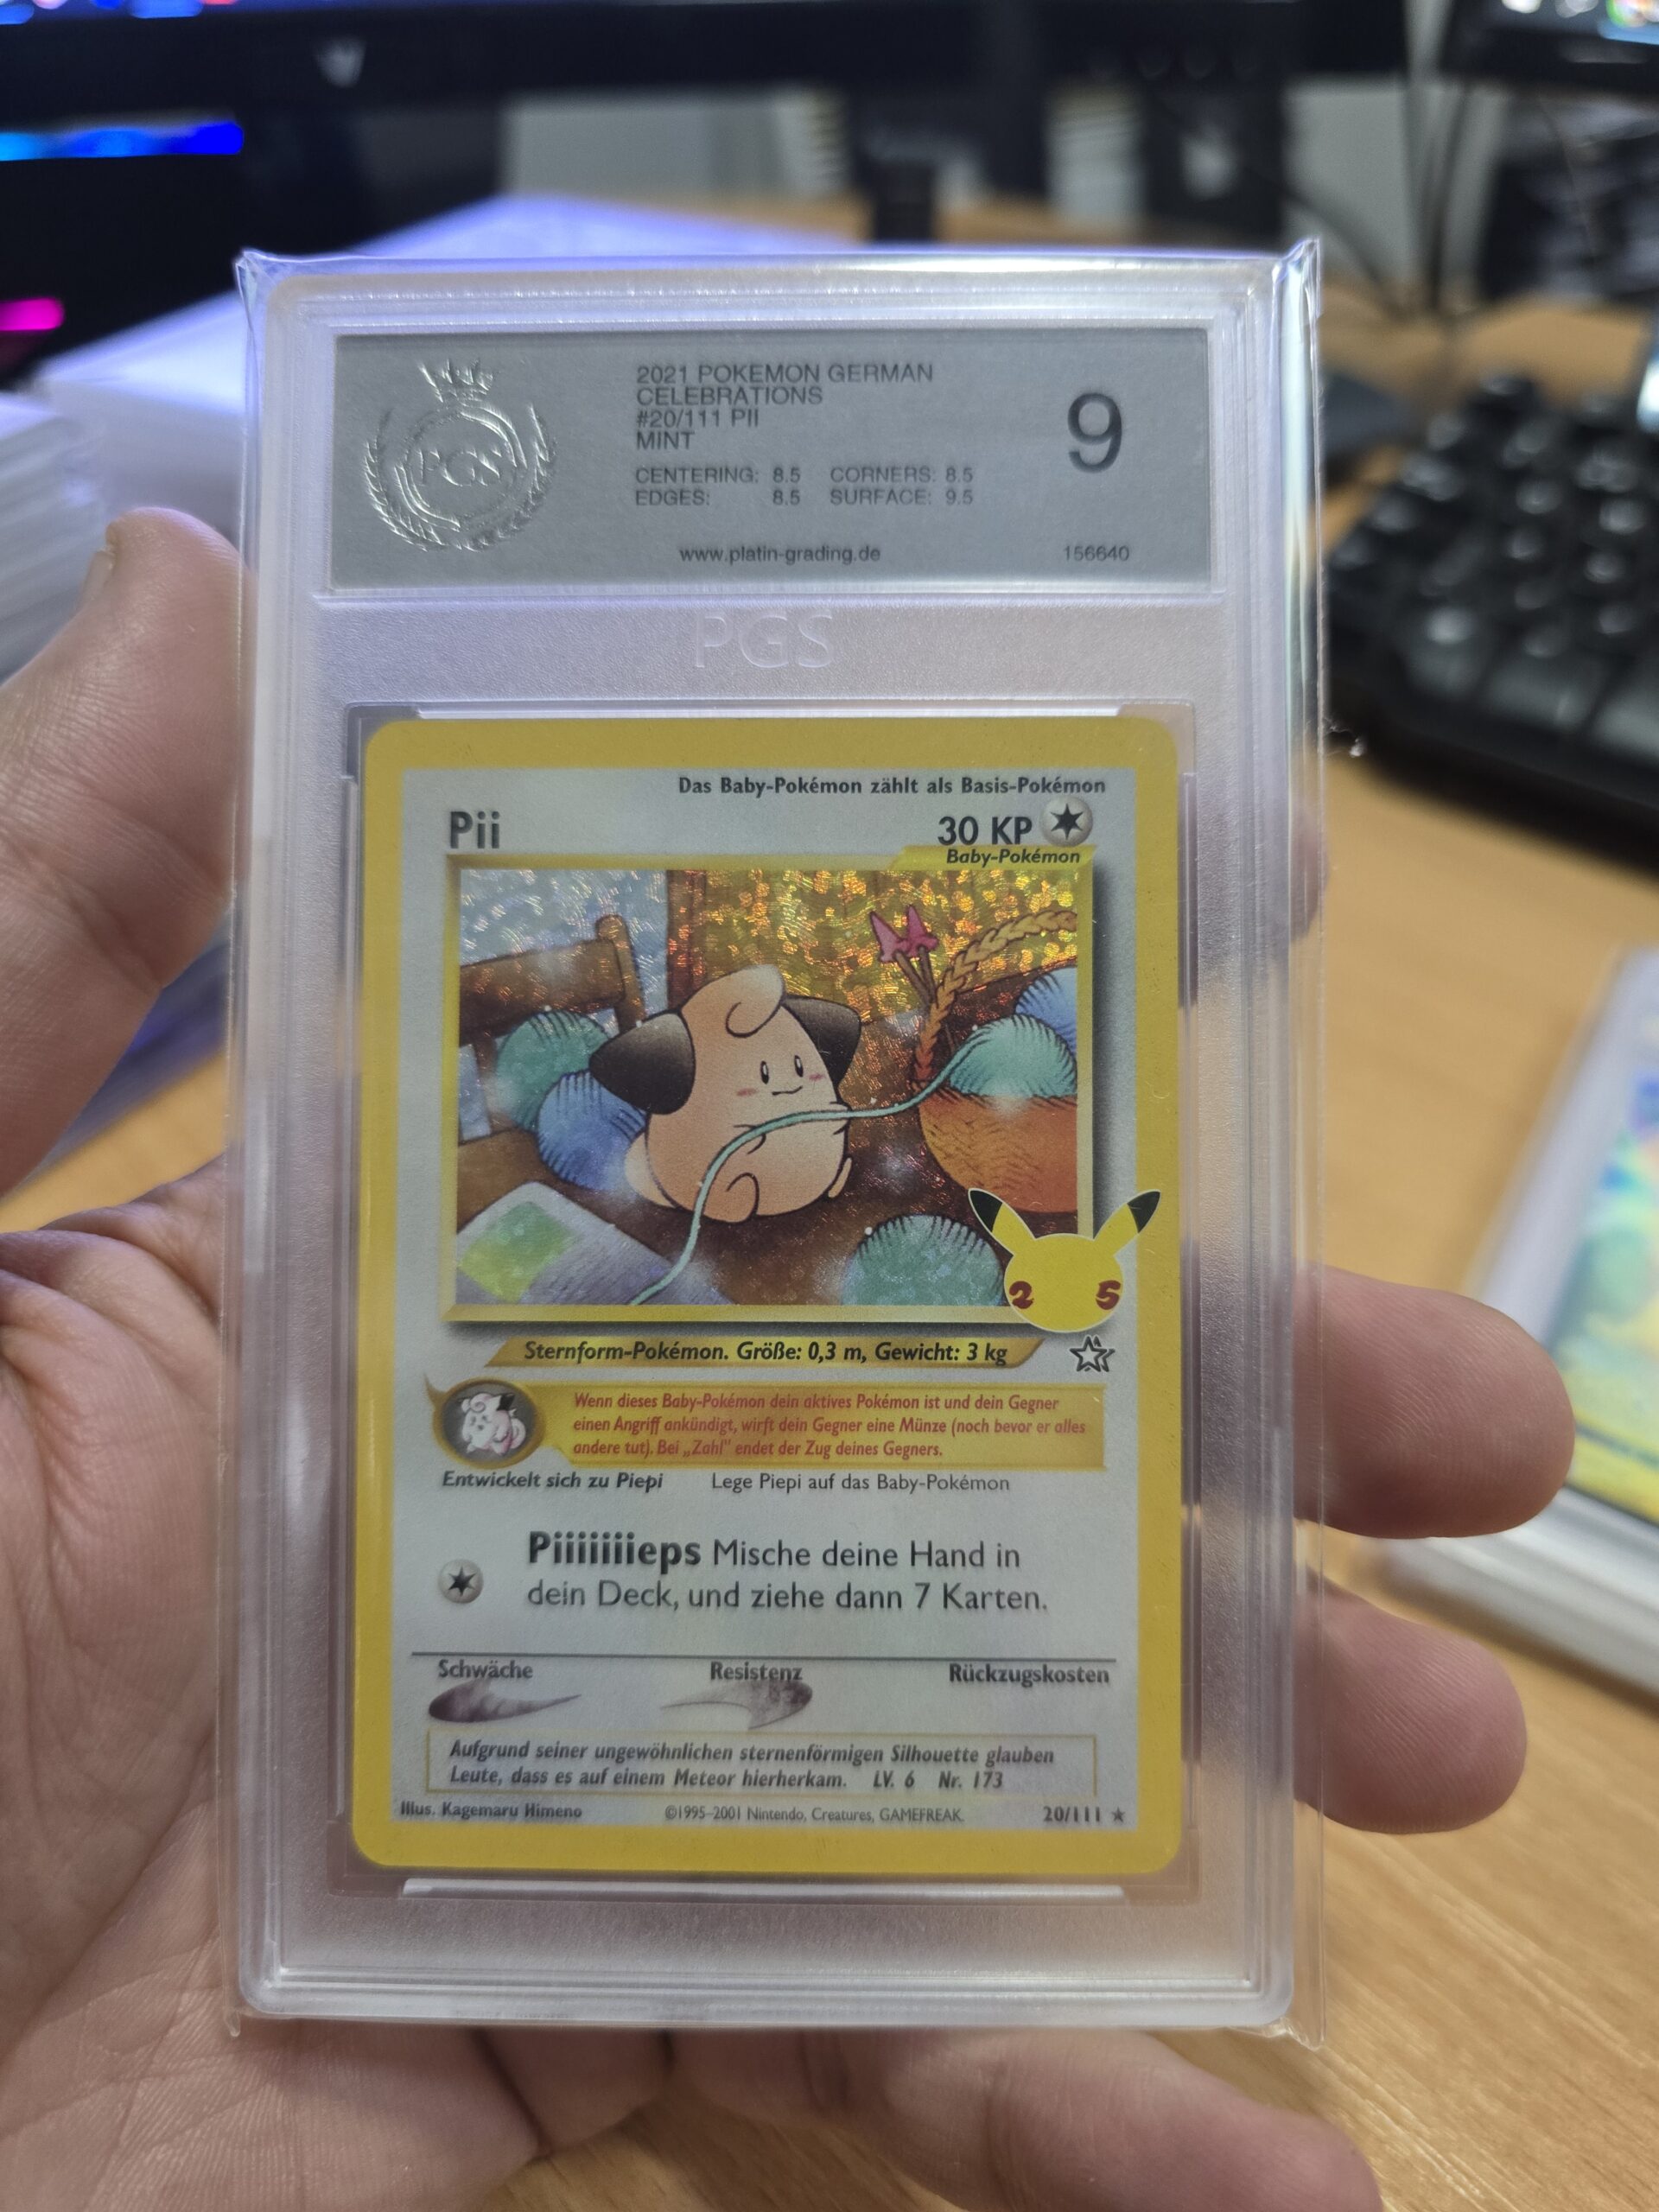 2021 POKEMON GERMAN
CELEBRATIONS
#20/111 PII
MINT
9
CENTERING: 8.5 CORNERS: 8.5
EDGES: 8.5 SURFACE: 9.5
PGS
www.platin-grading.de
156640
PGS
Das Baby-Pokémon zählt als Basis-Pokémon
Pii
30 KP
Baby-Pokémon
2 5
Sternform-Pokémon. Größe: 0,3 m, Gewicht: 3 kg
Wenn dieses Baby-Pokémon dein aktives Pokémon ist und dein Gegner
einen Angriff ankündigt, wirft dein Gegner eine Münze (noch bevor er alles
andere tut). Bei „Zahl" endet der Zug deines Gegners.
Entwickelt sich zu Piepi Lege Piepi auf das Baby-Pokémon
Piiiiiiieps Mische deine Hand in
dein Deck, und ziehe dann 7 Karten.
Schwäche Resistenz Rückzugskosten
Aufgrund seiner ungewöhnlichen sternenförmigen Silhouette glauben
Leute, dass es auf einem Meteor hierherkam. LV. 6 Nr. 173
Illus. Kagemaru Himeno ©1995–2001 Nintendo, Creatures, GAMEFREAK. 20/111 ★